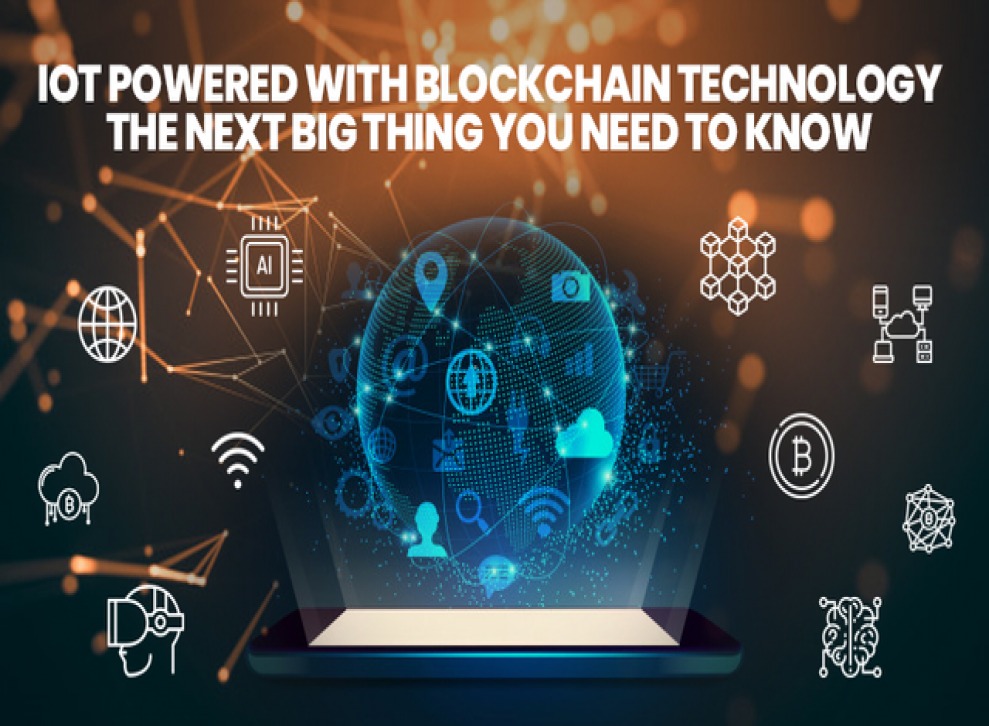 IOT POWERED WITH BLOCKCHAIN TECHNOLOGY
THE NEXT BIG THING YOU NEED TO KNOW
AI